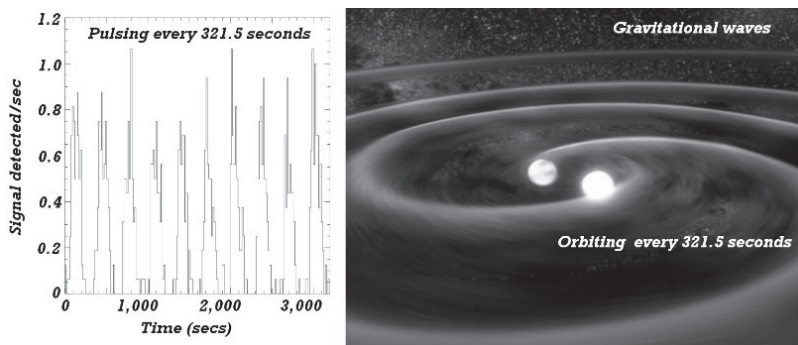 Pulsing every 321.5 seconds
1.2
1.0
0.8
0.6
0.4
0.2
0
Signal detected/sec
0 1,000 2,000 3,000
Time (secs)
Gravitational waves
Orbiting every 321.5 seconds